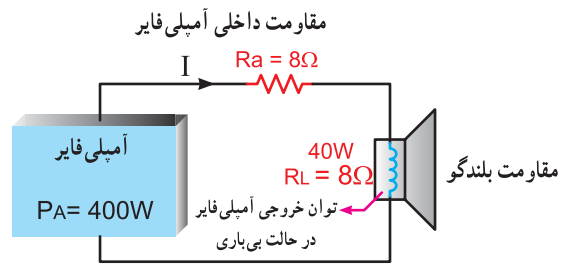 مقاومت داخلی آمپلی‌فایر
Ra = 8Ω
I
آمپلی‌فایر
PA= 400W
40W
RL = 8Ω
مقاومت بلندگو
توان خروجی آمپلی‌فایر
در حالت بی‌باری